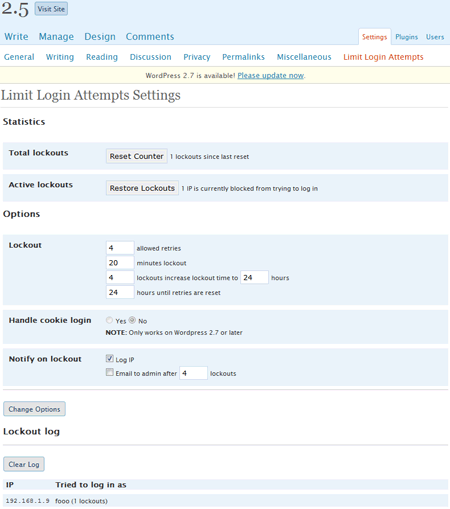 2.5 Visit Site
Write Manage Design Comments Settings Plugins Users
General Writing Reading Discussion Privacy Permalinks Miscellaneous Limit Login Attempts
WordPress 2.7 is available! Please update now.
Limit Login Attempts Settings
Statistics
Total lockouts Reset Counter 1 lockouts since last reset
Active lockouts Restore Lockouts 1 IP is currently blocked from trying to log in
Options
Lockout 4 allowed retries
20 minutes lockout
4 lockouts increase lockout time to 24 hours
24 hours until retries are reset
Handle cookie login Yes No
NOTE: Only works on Wordpress 2.7 or later
Notify on lockout Log IP
Email to admin after 4 lockouts
Change Options
Lockout log
Clear Log
IP Tried to log in as
192.168.1.9 fooo (1 lockouts)